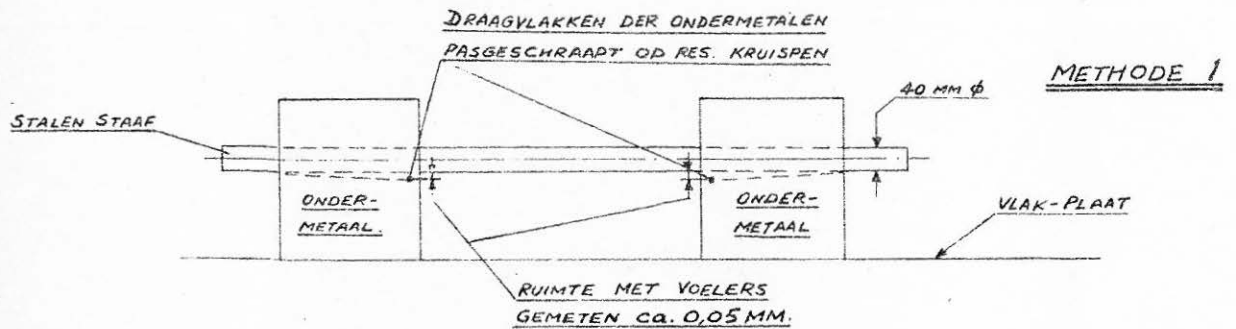 DRAAGVLAKKEN DER ONDERMETALEN
PASGESCHRAAPT OP RES. KRUISPEN
METHODE 1
40 MM φ
STALEN STAAF
ONDER-
METAAL.
ONDER-
METAAL
VLAK-PLAAT
RUIMTE MET VOELERS
GEMETEN ca. 0,05 MM.